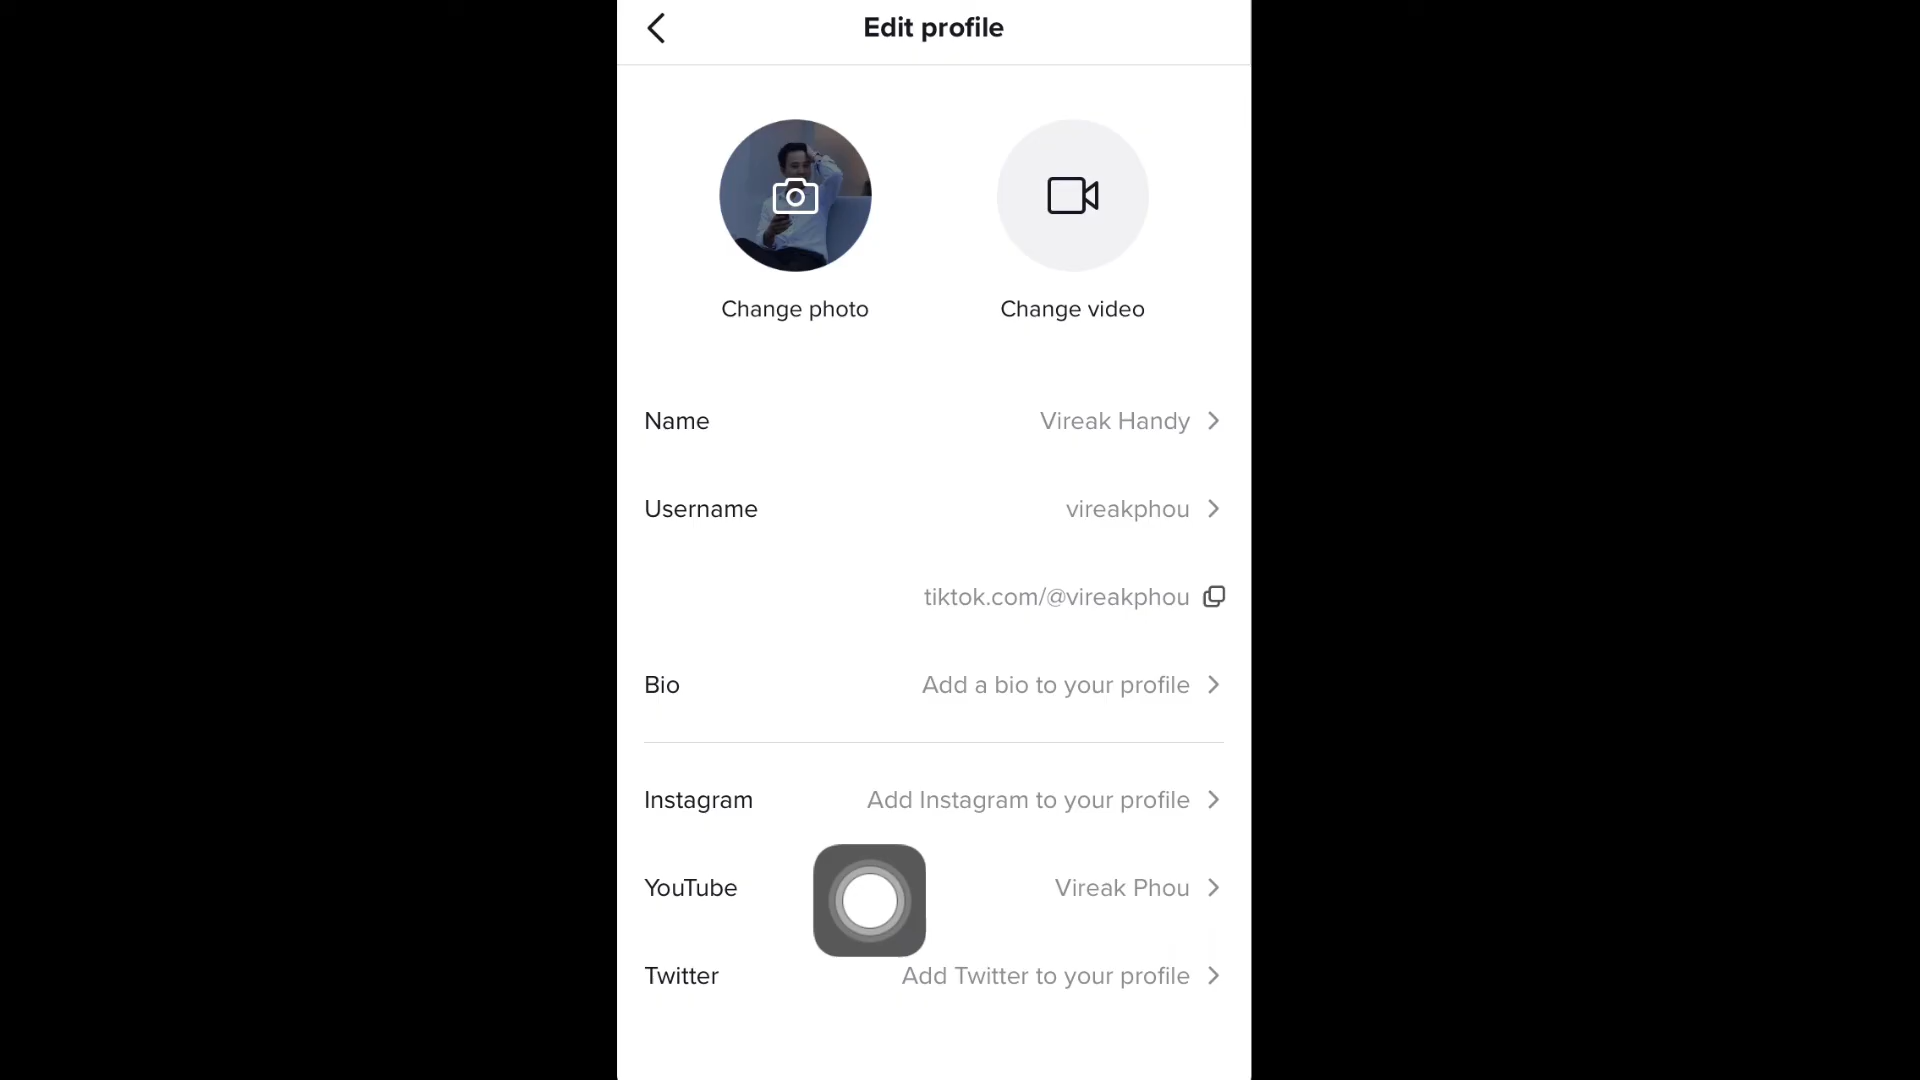 Edit profile
Change photo
Change video
Name
Vireak Handy
Username
vireakphou
tiktok.com/@vireakphou
Bio
Add a bio to your profile
Instagram
Add Instagram to your profile
YouTube
Vireak Phou
Twitter
Add Twitter to your profile